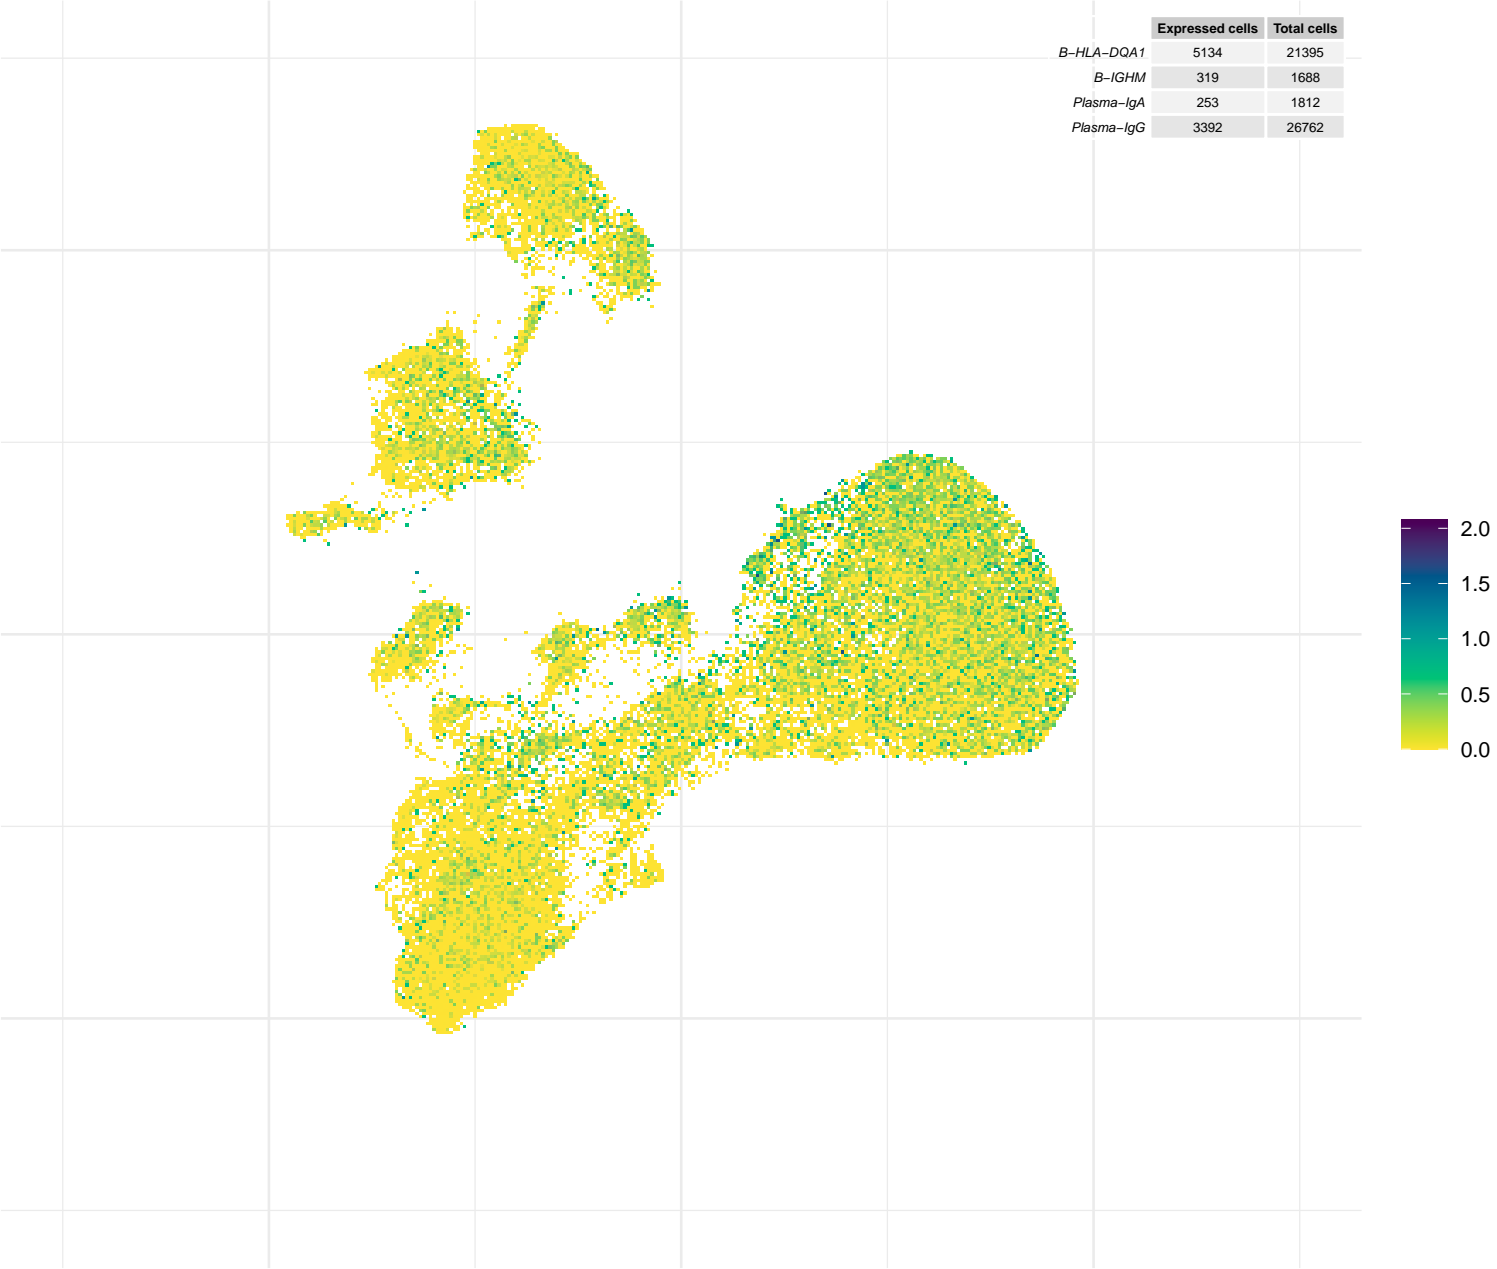 Expressed cells Total cells
B−HLA−DQA1 5134 21395
B−IGHM 319 1688
Plasma−IgA 253 1812
Plasma−IgG 3392 26762
2.0
1.5
1.0
0.5
0.0